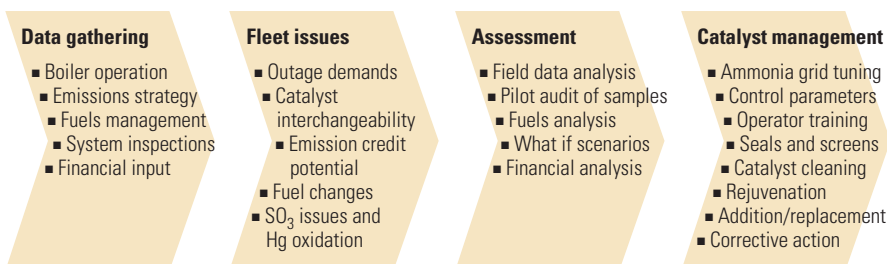 Data gathering
■ Boiler operation
■ Emissions strategy
■ Fuels management
■ System inspections
■ Financial input
Fleet issues
■ Outage demands
■ Catalyst
interchangeability
■ Emission credit
potential
■ Fuel changes
■ SO₃ issues and
Hg oxidation
Assessment
■ Field data analysis
■ Pilot audit of samples
■ Fuels analysis
■ What if scenarios
■ Financial analysis
Catalyst management
■ Ammonia grid tuning
■ Control parameters
■ Operator training
■ Seals and screens
■ Catalyst cleaning
■ Rejuvenation
■ Addition/replacement
■ Corrective action